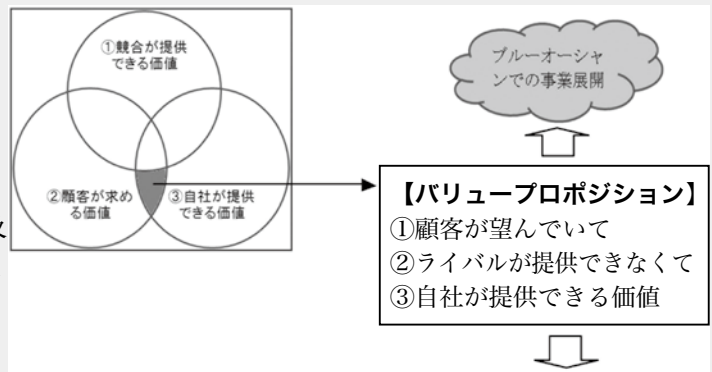 ①競合が提供
できる価値
②顧客が求め
る価値
③自社が提供
できる価値
ブルーオーシャ
ンでの事業展開
【バリュープロポジション】
①顧客が望んでいて
②ライバルが提供できなくて
③自社が提供できる価値